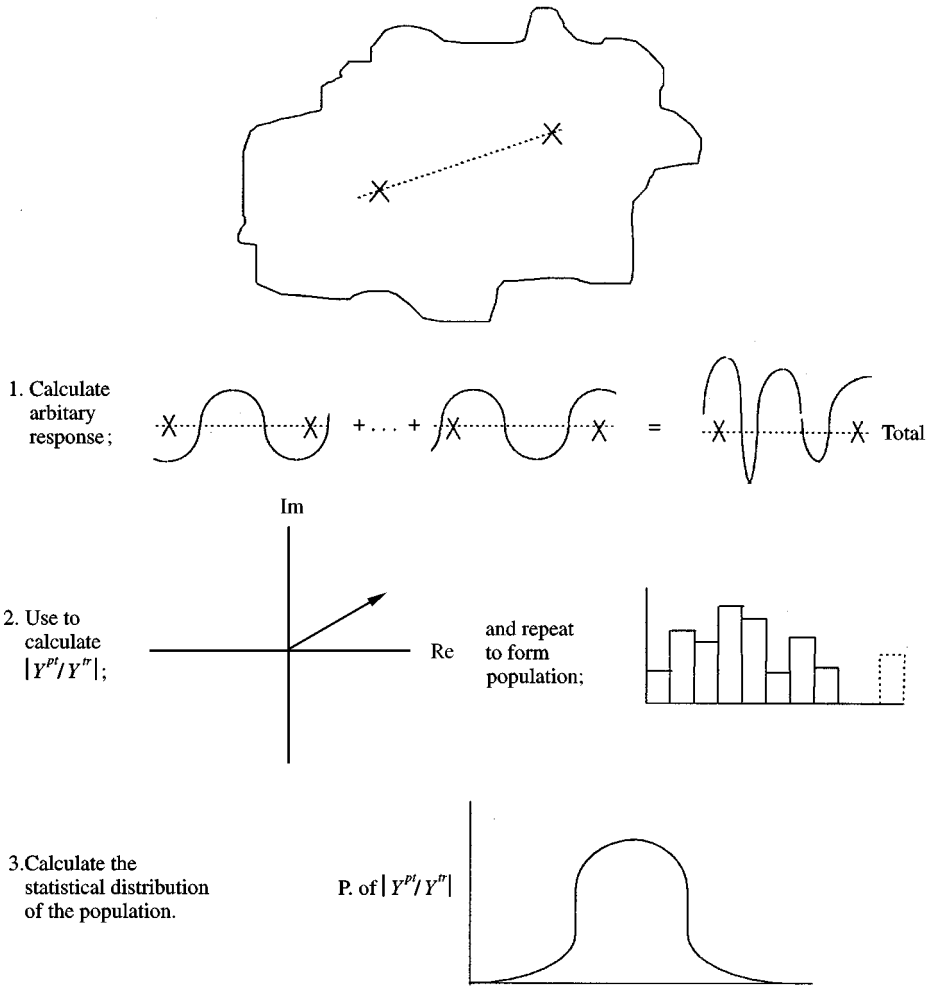 1. Calculate
arbitary
response;
+ . . . +
=
Total
Im
2. Use to
calculate
|Y^{pt}/Y^{tr}|;
Re
and repeat
to form
population;
3.Calculate the
statistical distribution
of the population.
P. of |Y^{pt}/Y^{tr}|